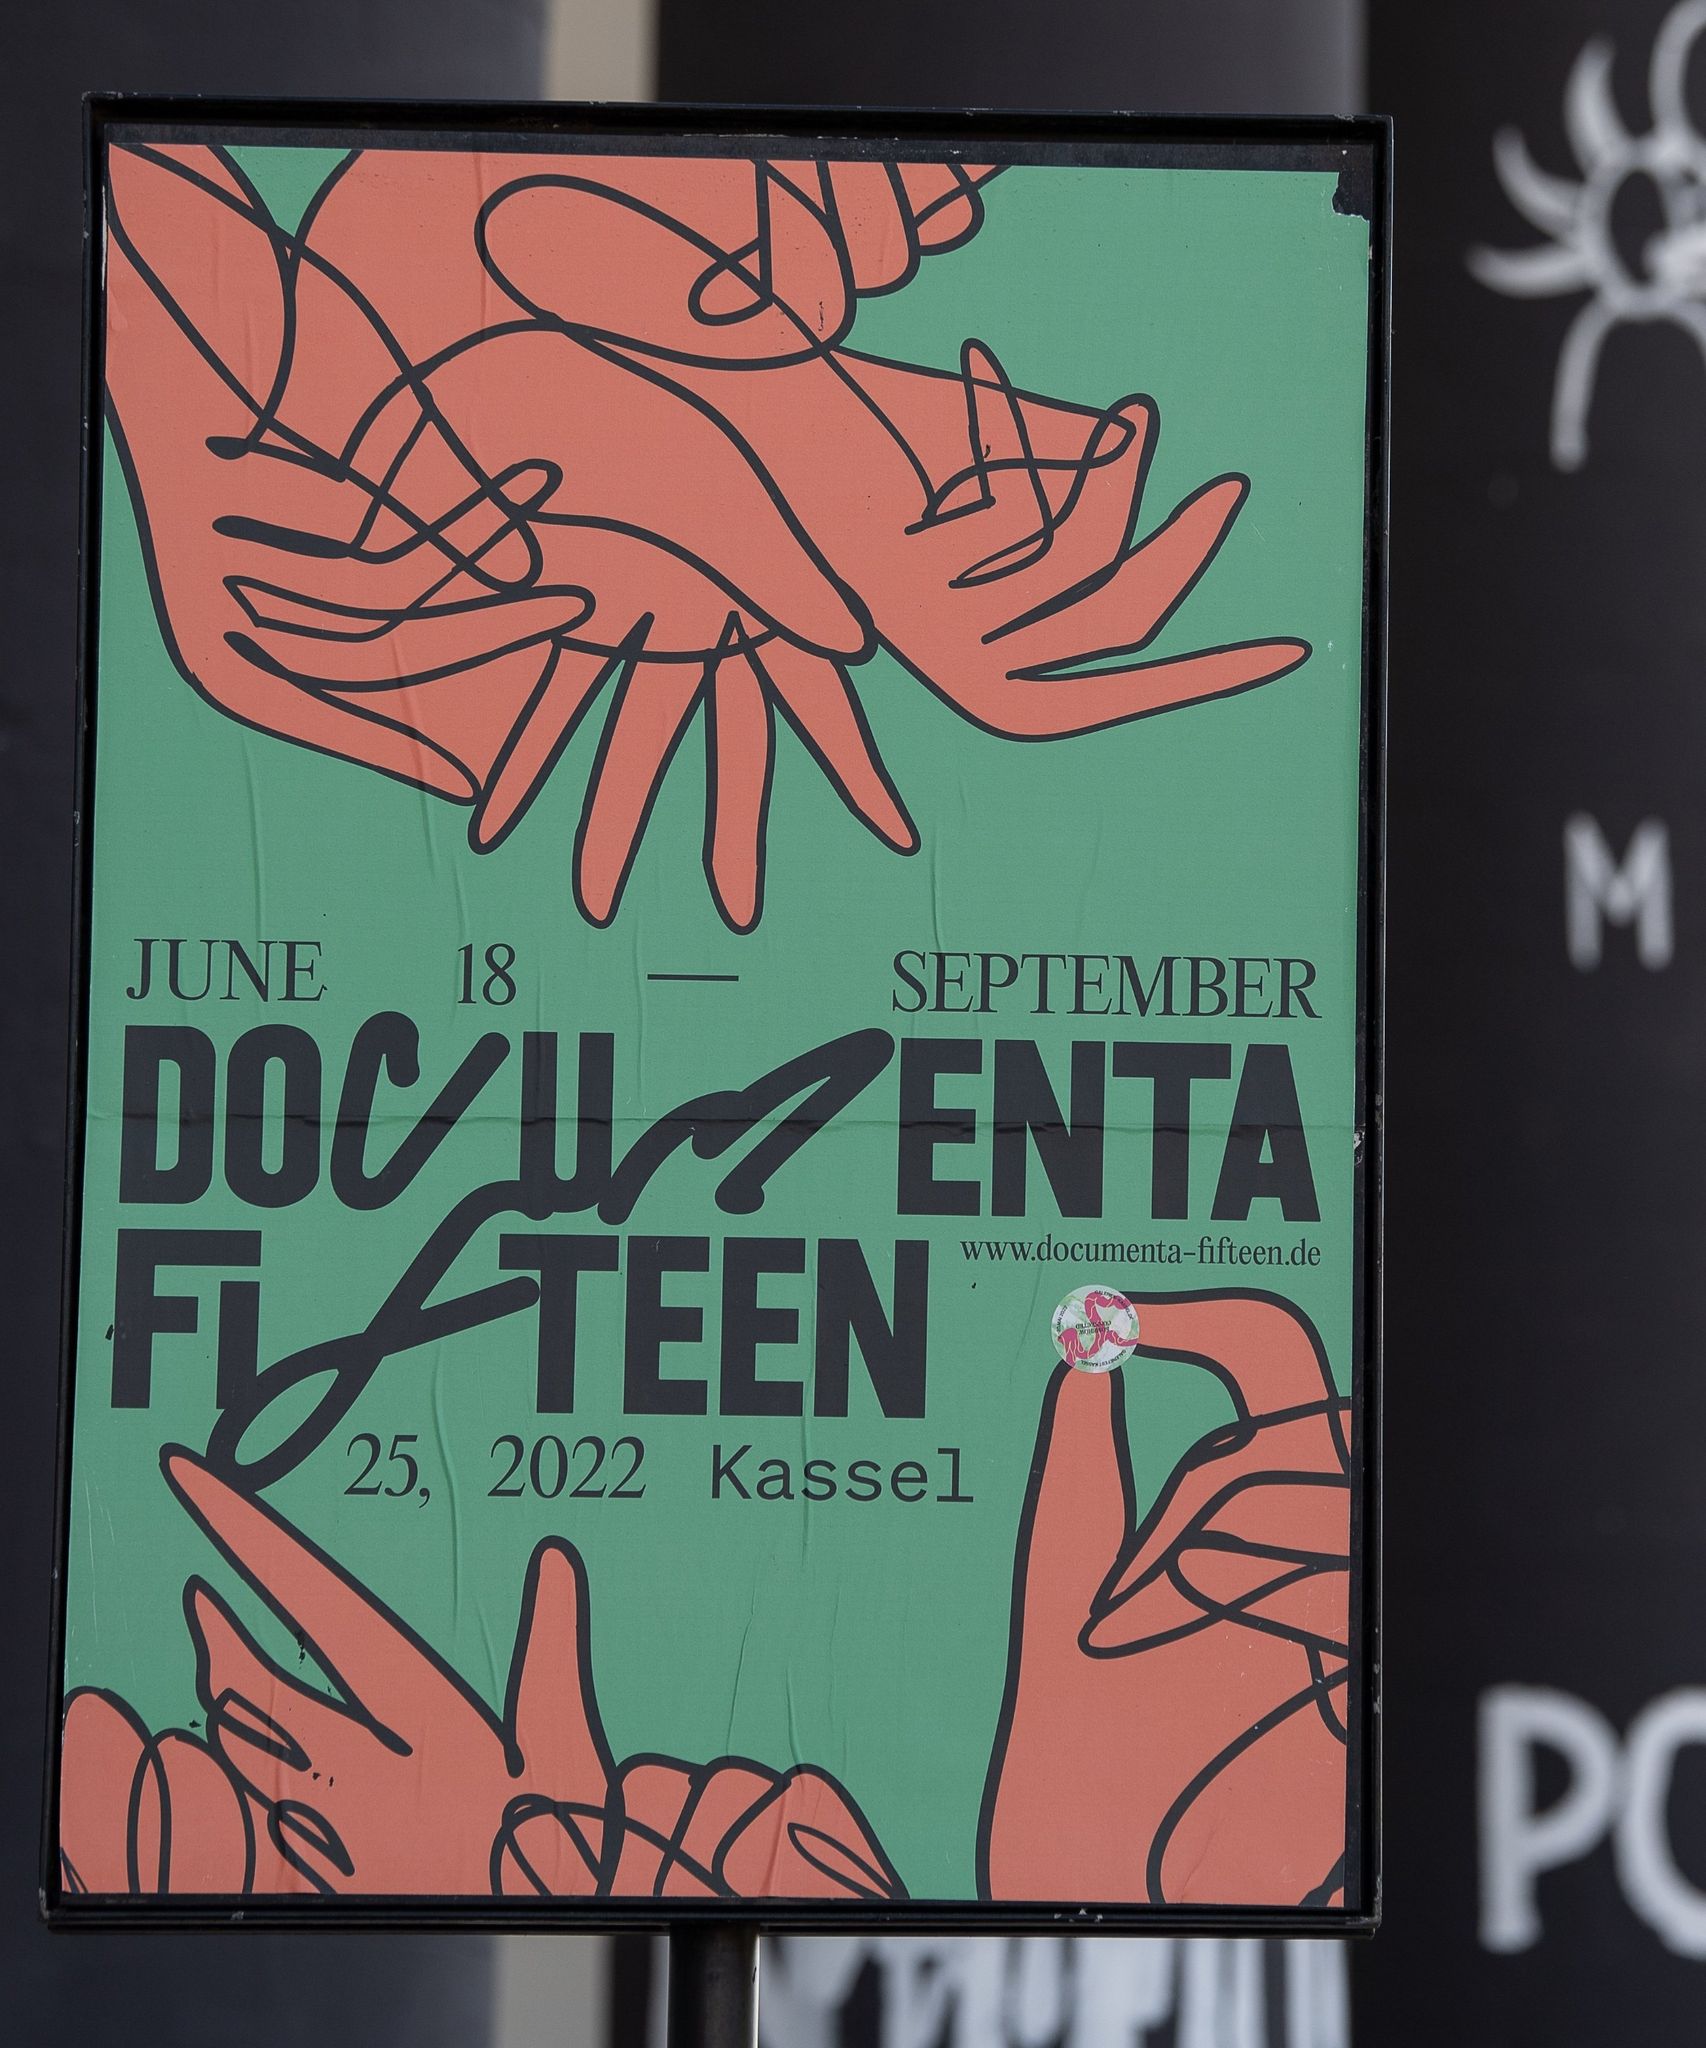 JUNE 18 — SEPTEMBER
DOCUMENTA
FIFTEEN
www.documenta-fifteen.de
25, 2022 Kassel
M
PO